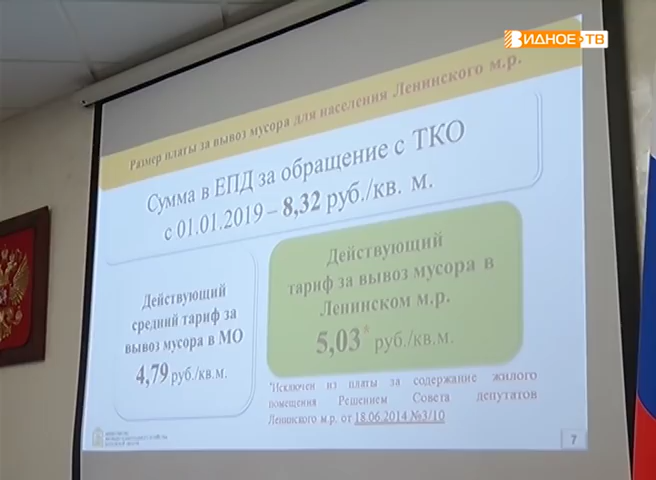 ВИДНОЕ-ТВ
Размер платы за вывоз мусора для населения Ленинского м.р.
Сумма в ЕПД за обращение с ТКО
с 01.01.2019 – 8,32 руб./кв. м.
Действующий
тариф за вывоз мусора в
Ленинском м.р.
5,03* руб./кв.м.
Действующий
средний тариф за
вывоз мусора в МО
4,79 руб./кв.м.
*Исключен из платы за содержание жилого
помещения Решением Совета депутатов
Ленинского м.р. от 18.06.2014 №3/10
7